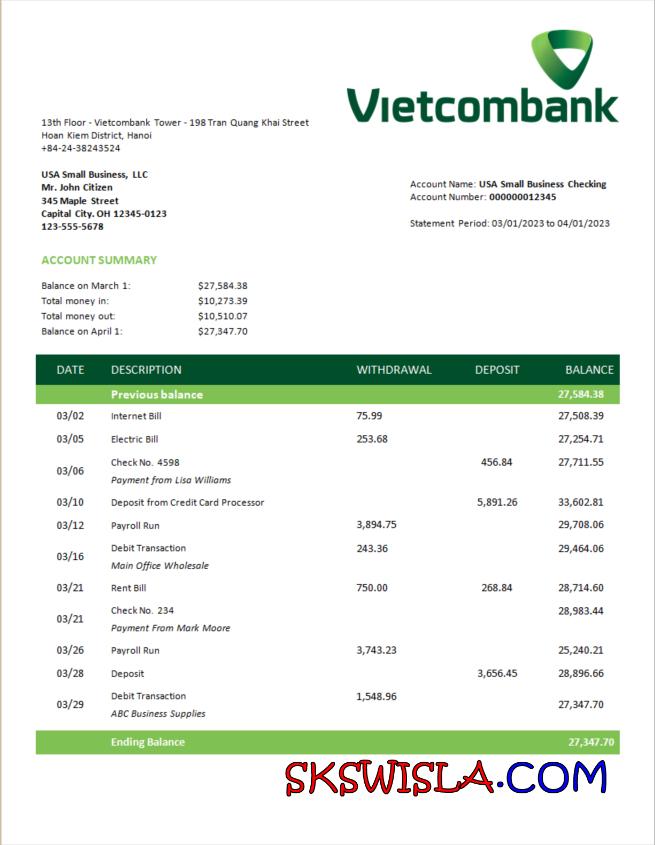 Vietcombank
13th Floor - Vietcombank Tower - 198 Tran Quang Khai Street
Hoan Kiem District, Hanoi
+84-24-38243524
USA Small Business, LLC
Mr. John Citizen
345 Maple Street
Capital City. OH 12345-0123
123-555-5678
Account Name: USA Small Business Checking
Account Number: 000000012345
Statement Period: 03/01/2023 to 04/01/2023
ACCOUNT SUMMARY
Balance on March 1: $27,584.38
Total money in: $10,273.39
Total money out: $10,510.07
Balance on April 1: $27,347.70
DATE DESCRIPTION WITHDRAWAL DEPOSIT BALANCE
Previous balance 27,584.38
03/02 Internet Bill 75.99 27,508.39
03/05 Electric Bill 253.68 27,254.71
03/06 Check No. 4598 456.84 27,711.55
Payment from Lisa Williams
03/10 Deposit from Credit Card Processor 5,891.26 33,602.81
03/12 Payroll Run 3,894.75 29,708.06
03/16 Debit Transaction 243.36 29,464.06
Main Office Wholesale
03/21 Rent Bill 750.00 268.84 28,714.60
03/21 Check No. 234 28,983.44
Payment From Mark Moore
03/26 Payroll Run 3,743.23 25,240.21
03/28 Deposit 3,656.45 28,896.66
03/29 Debit Transaction 1,548.96 27,347.70
ABC Business Supplies
Ending Balance 27,347.70
SKSWISLA.COM